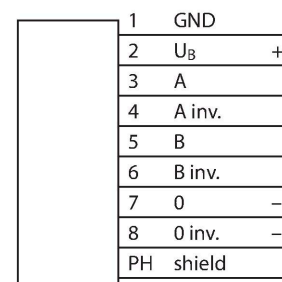 1 GND
2 UB +
3 A
4 A inv.
5 B
6 B inv.
7 0 –
8 0 inv. –
PH shield